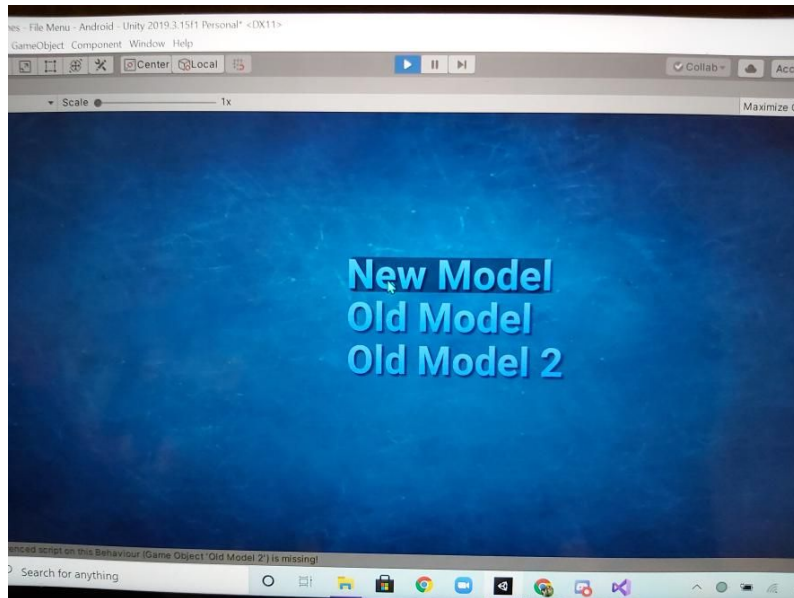 nes - File Menu - Android - Unity 2019.3.15f1 Personal* <DX11>
GameObject Component Window Help
Center Local Collab Acc
Scale 1x Maximize
New Model
Old Model
Old Model 2
enced script on this Behaviour (Game Object 'Old Model 2') is missing!
Search for anything